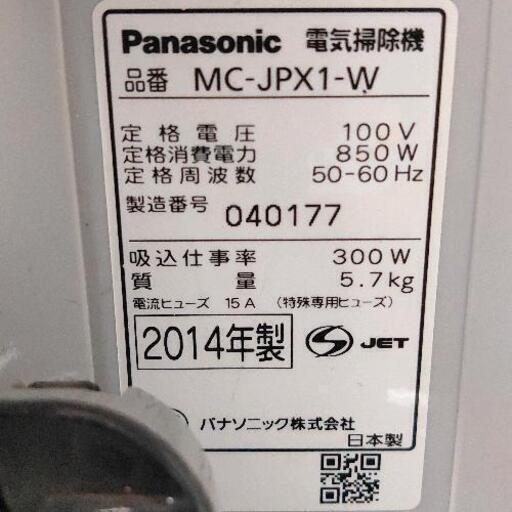 Panasonic 電気掃除機
品番 MC-JPX1-W
定格電圧 100V
定格消費電力 850W
定格周波数 50-60Hz
製造番号 040177
吸込仕事率 300W
質量 5.7kg
電流ヒューズ 15A (特殊専用ヒューズ)
2014年製 S JET
パナソニック株式会社
日本製